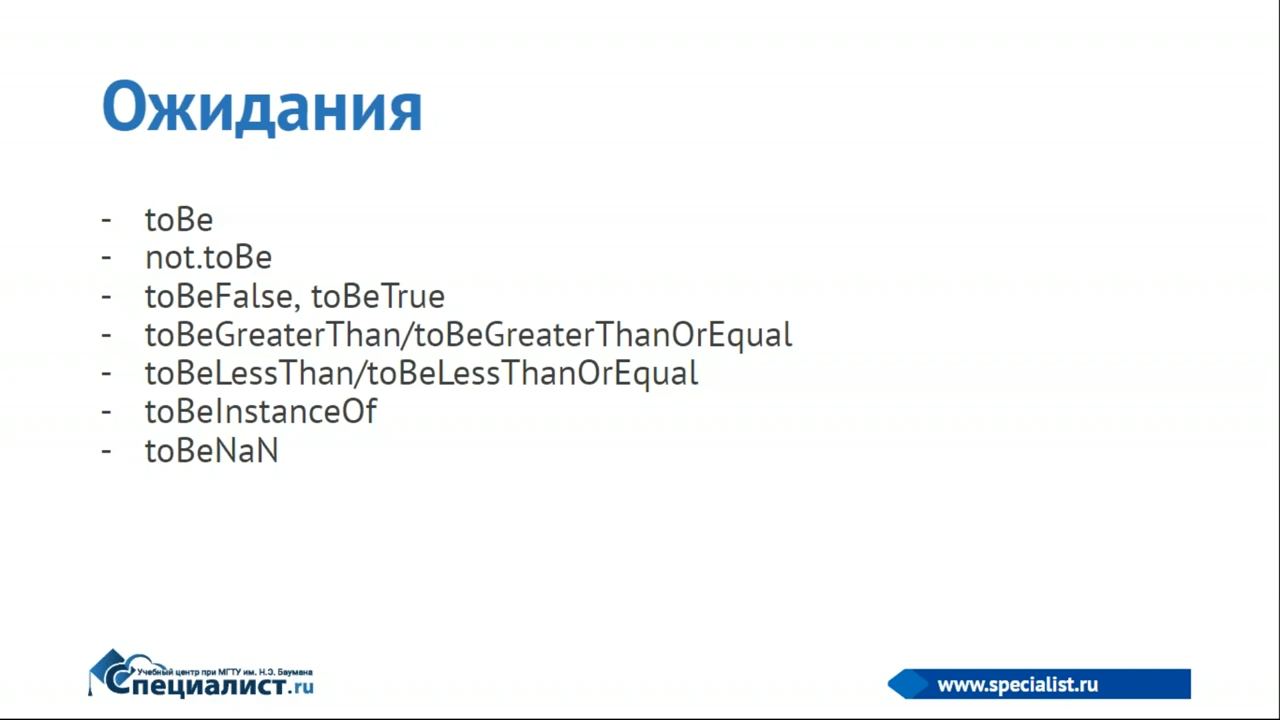 Ожидания
- toBe
- not.toBe
- toBeFalse, toBeTrue
- toBeGreaterThan/toBeGreaterThanOrEqual
- toBeLessThan/toBeLessThanOrEqual
- toBeInstanceOf
- toBeNaN
Учебный центр при МГТУ им. Н.Э. Баумана
Специалист.ru
www.specialist.ru